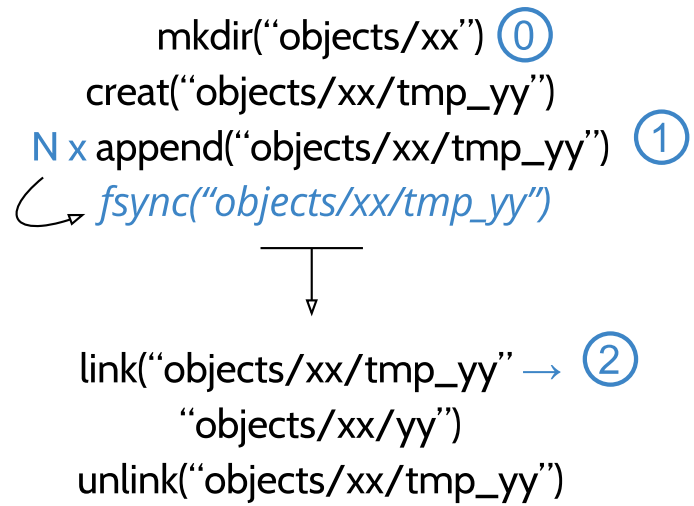 mkdir(“objects/xx”) 0
creat(“objects/xx/tmp_yy”)
N x append(“objects/xx/tmp_yy”) 1
fsync(“objects/xx/tmp_yy”)
link(“objects/xx/tmp_yy” → 2
“objects/xx/yy”)
unlink(“objects/xx/tmp_yy”)